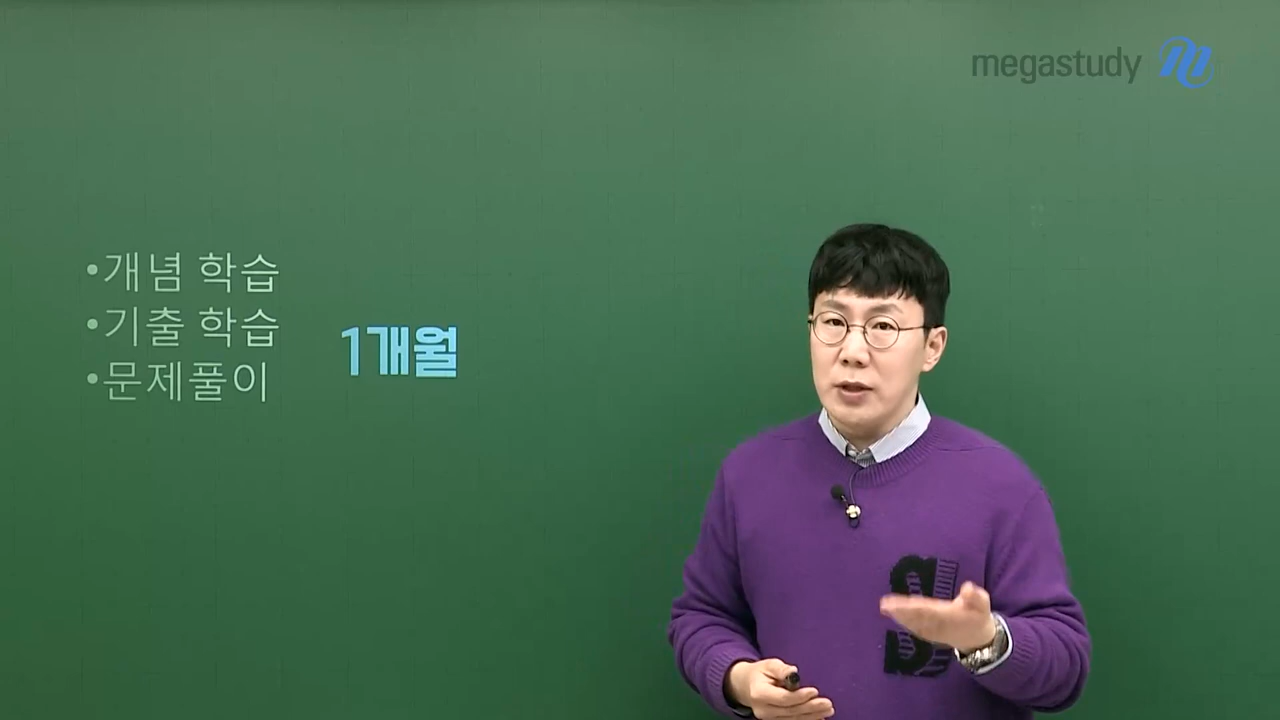 megastudy
•개념 학습
•기출 학습
•문제풀이
1개월